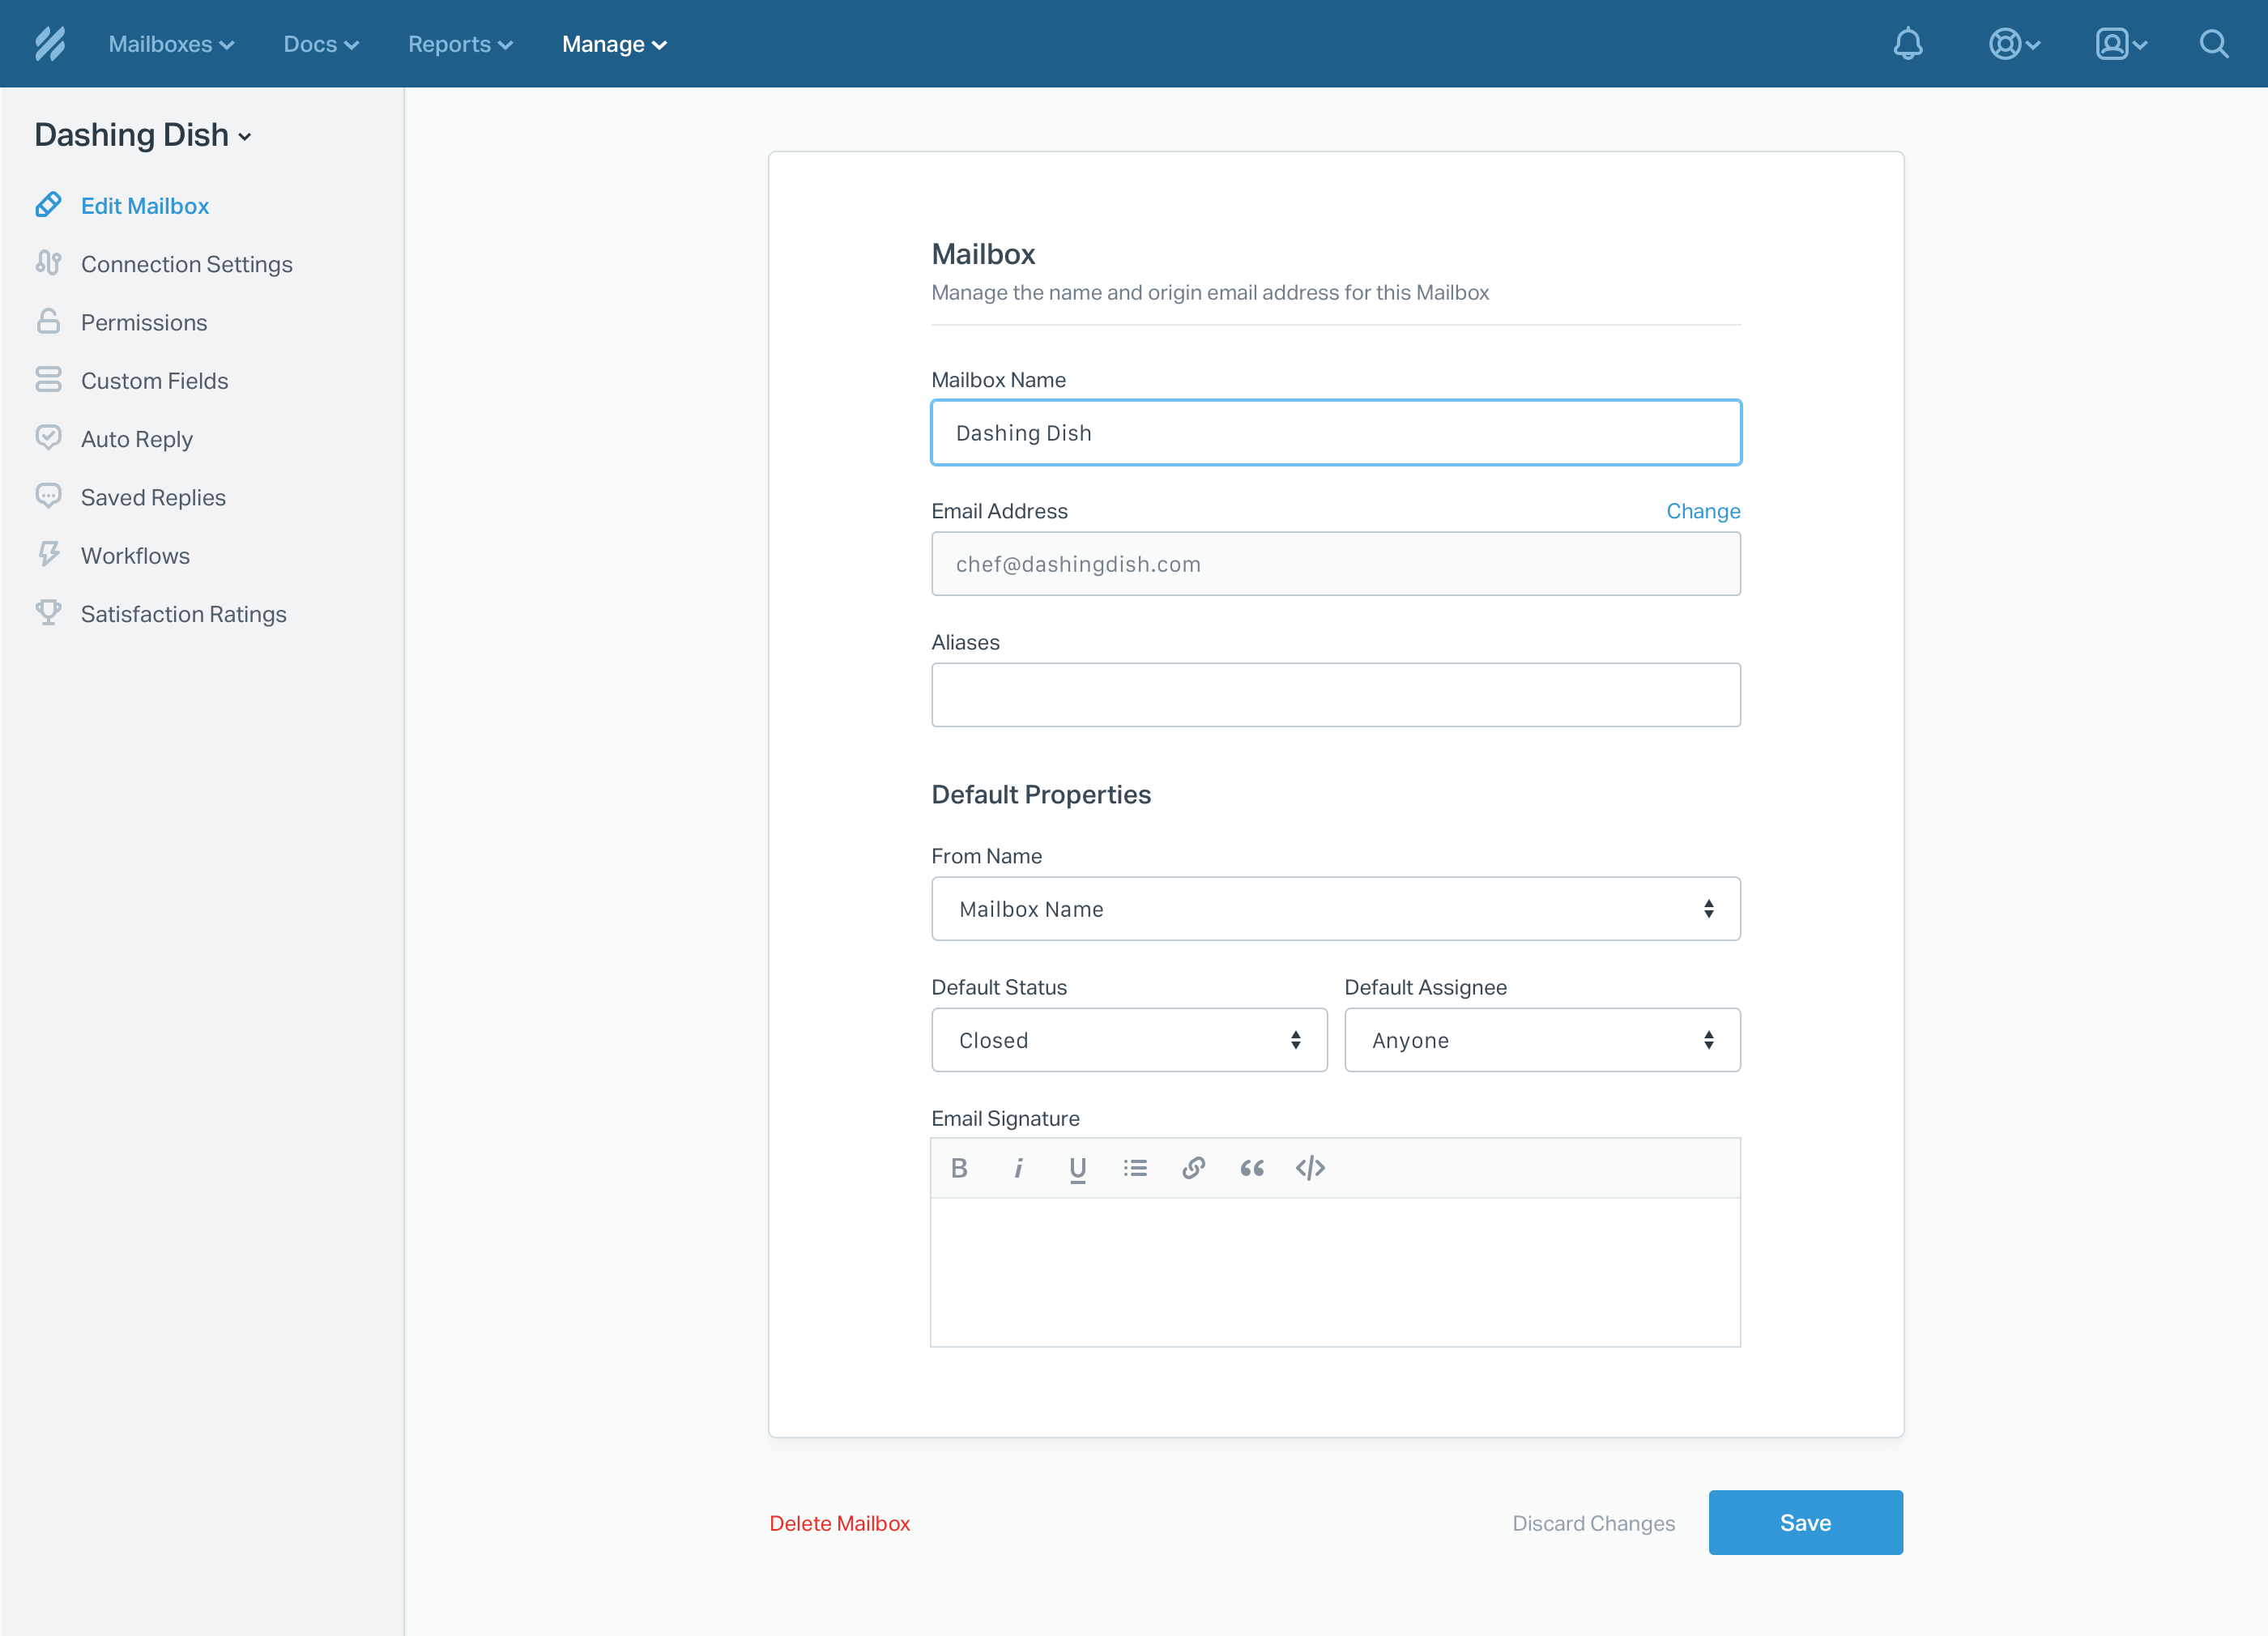 Mailboxes Docs Reports Manage
Dashing Dish
Edit Mailbox
Connection Settings
Permissions
Custom Fields
Auto Reply
Saved Replies
Workflows
Satisfaction Ratings
Mailbox
Manage the name and origin email address for this Mailbox
Mailbox Name
Dashing Dish
Email Address Change
chef@dashingdish.com
Aliases
Default Properties
From Name
Mailbox Name
Default Status Default Assignee
Closed Anyone
Email Signature
B i U
Delete Mailbox Discard Changes Save